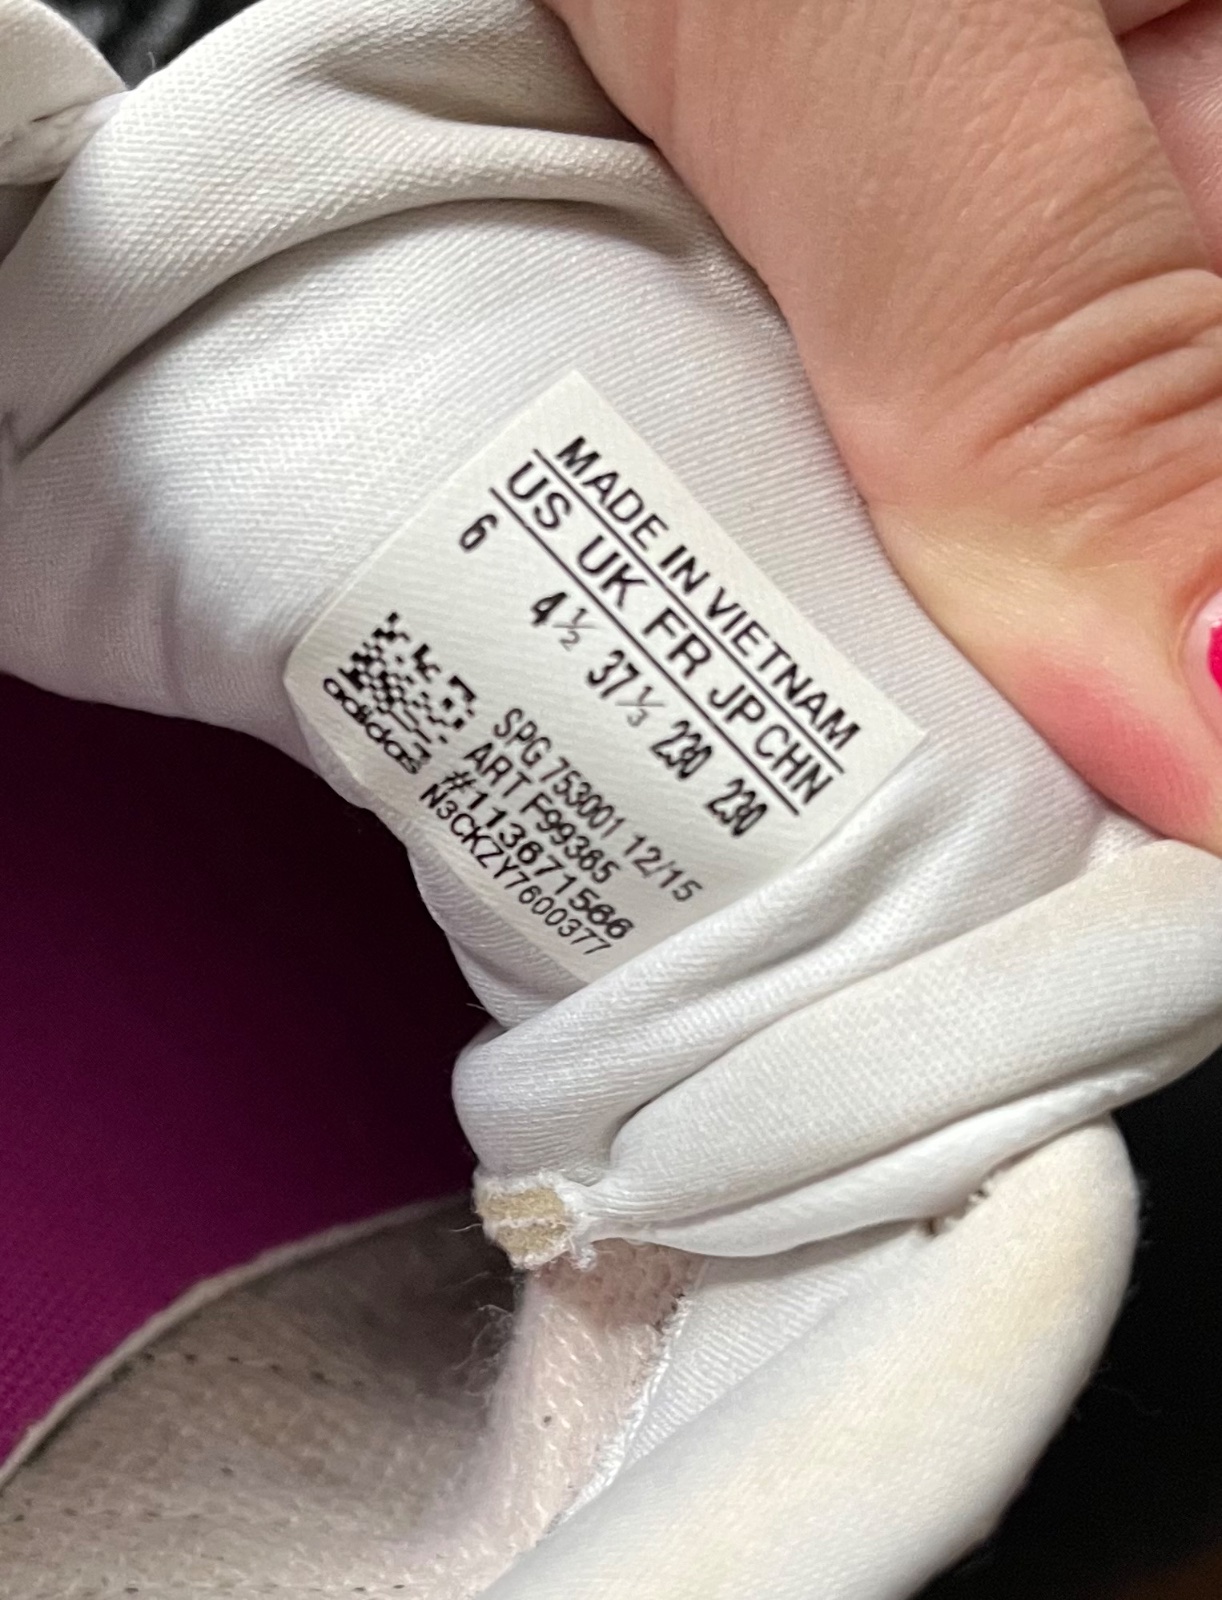 MADE IN VIETNAM
US UK FR JP CHN
6 4½ 37⅓ 230 230
adidas
SPG 753001 12/15
ART F99365
#113671566
N3CKZY7600377